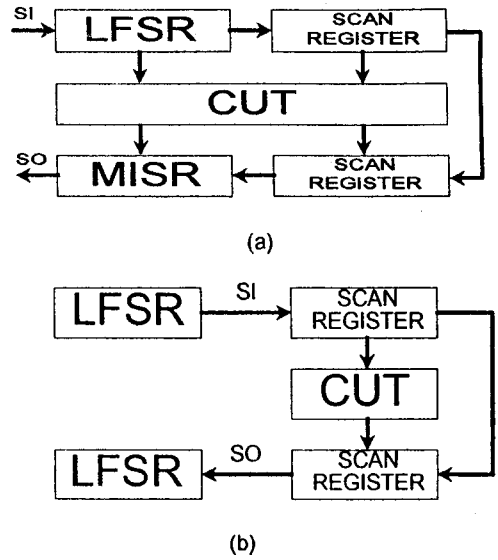 SI
LFSR
SCAN
REGISTER
CUT
SO
MISR
SCAN
REGISTER
(a)
LFSR
SI
SCAN
REGISTER
CUT
LFSR
SO
SCAN
REGISTER
(b)